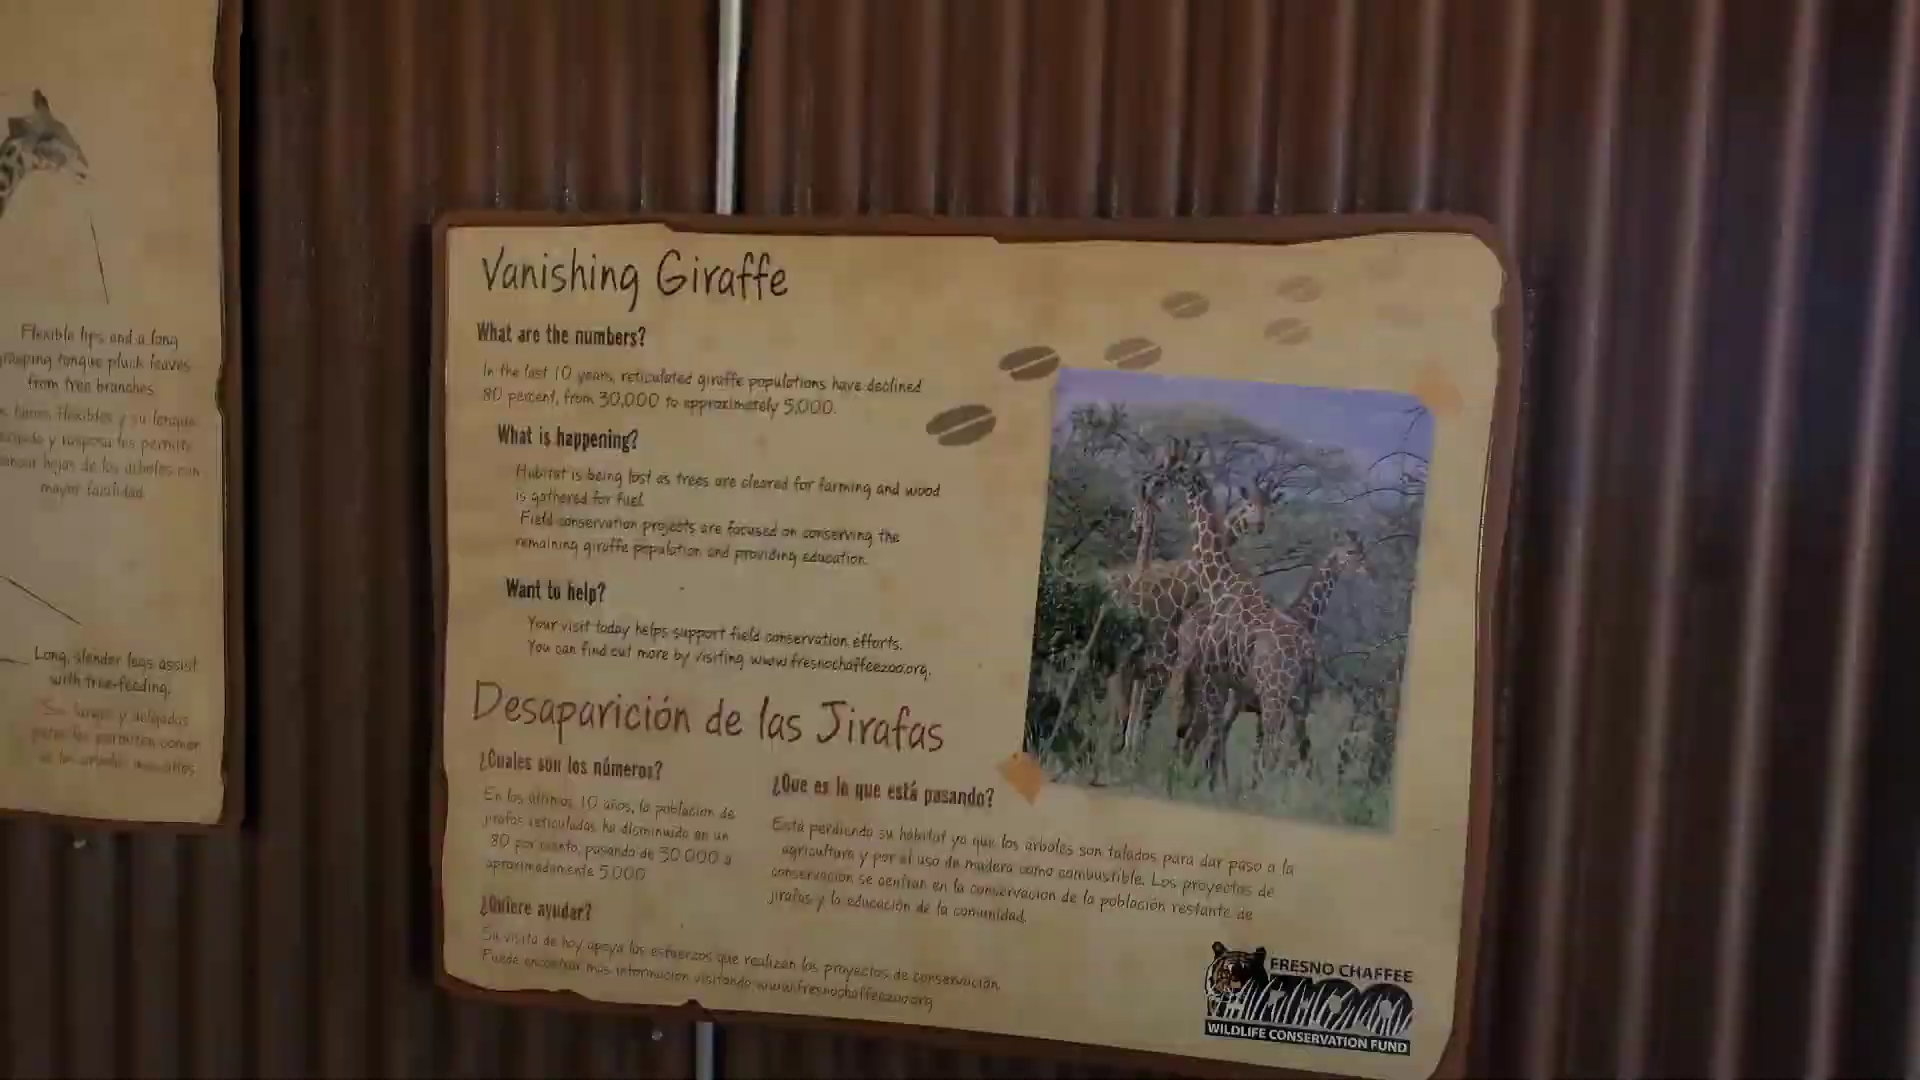 Flexible lips and a long
grasping tongue pluck leaves
from tree branches.
mayor facilidad.
Long, slender legs assist
with tree-feeding.
Vanishing Giraffe
What are the numbers?
In the last 10 years, reticulated giraffe populations have declined
80 percent, from 30,000 to approximately 5,000.
What is happening?
Habitat is being lost as trees are cleared for farming and wood
is gathered for fuel.
Field conservation projects are focused on conserving the
remaining giraffe population and providing education.
Want to help?
Your visit today helps support field conservation efforts.
You can find out more by visiting www.fresnochaffeezoo.org.
Desaparición de las Jirafas
¿Cuales son los números?
En los últimos 10 años, la población de
jirafas reticuladas ha disminuido en un
80 por ciento, pasando de 30,000 a
aproximadamente 5,000.
¿Que es lo que está pasando?
Está perdiendo su hábitat ya que los árboles son talados para dar paso a la
agricultura y por el uso de madera como combustible. Los proyectos de
conservación se centran en la conservación de la población restante de
jirafas y la educación de la comunidad.
¿Quiere ayudar?
Su visita de hoy apoya los esfuerzos que realizan los proyectos de conservación.
Puede encontrar más información visitando www.fresnochaffeezoo.org
FRESNO CHAFFEE
ZOO
WILDLIFE CONSERVATION FUND